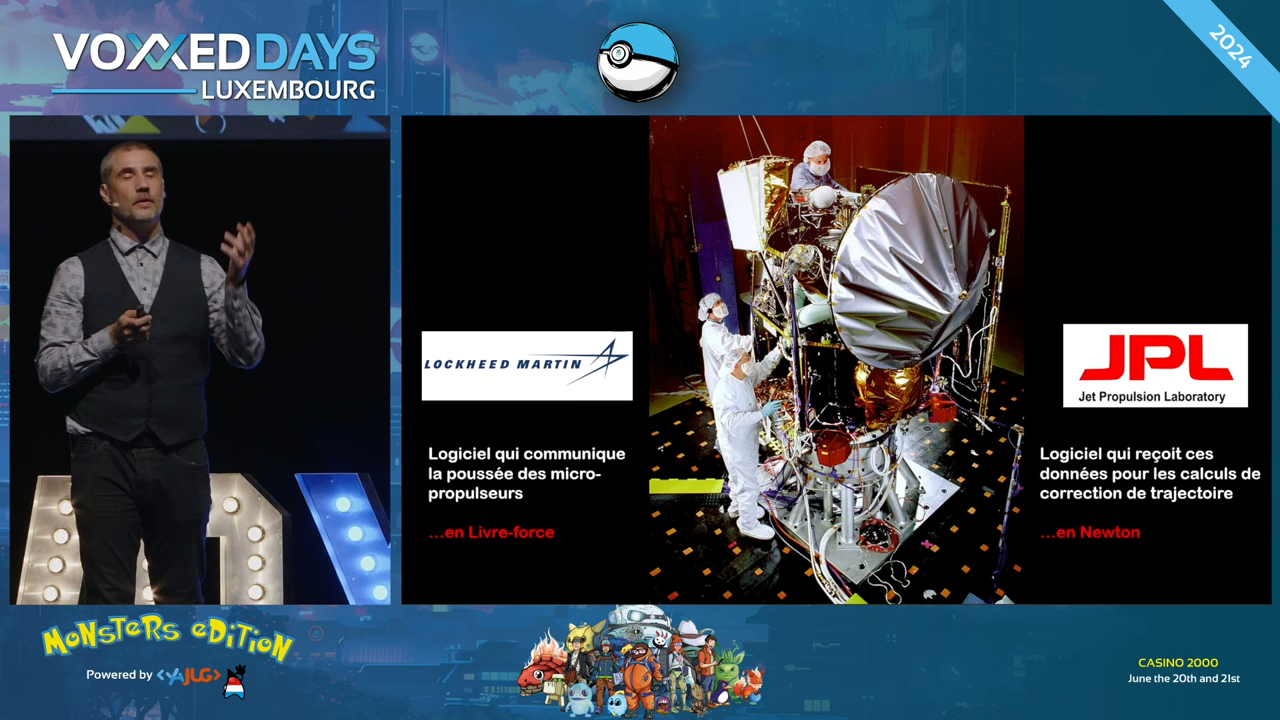 VOXXED DAYS
LUXEMBOURG
2024
LOCKHEED MARTIN
Logiciel qui communique
la poussée des micro-
propulseurs
...en Livre-force
JPL
Jet Propulsion Laboratory
Logiciel qui reçoit ces
données pour les calculs de
correction de trajectoire
...en Newton
MONSTERS EDITION
Powered by <YAJUG>
CASINO 2000
June the 20th and 21st